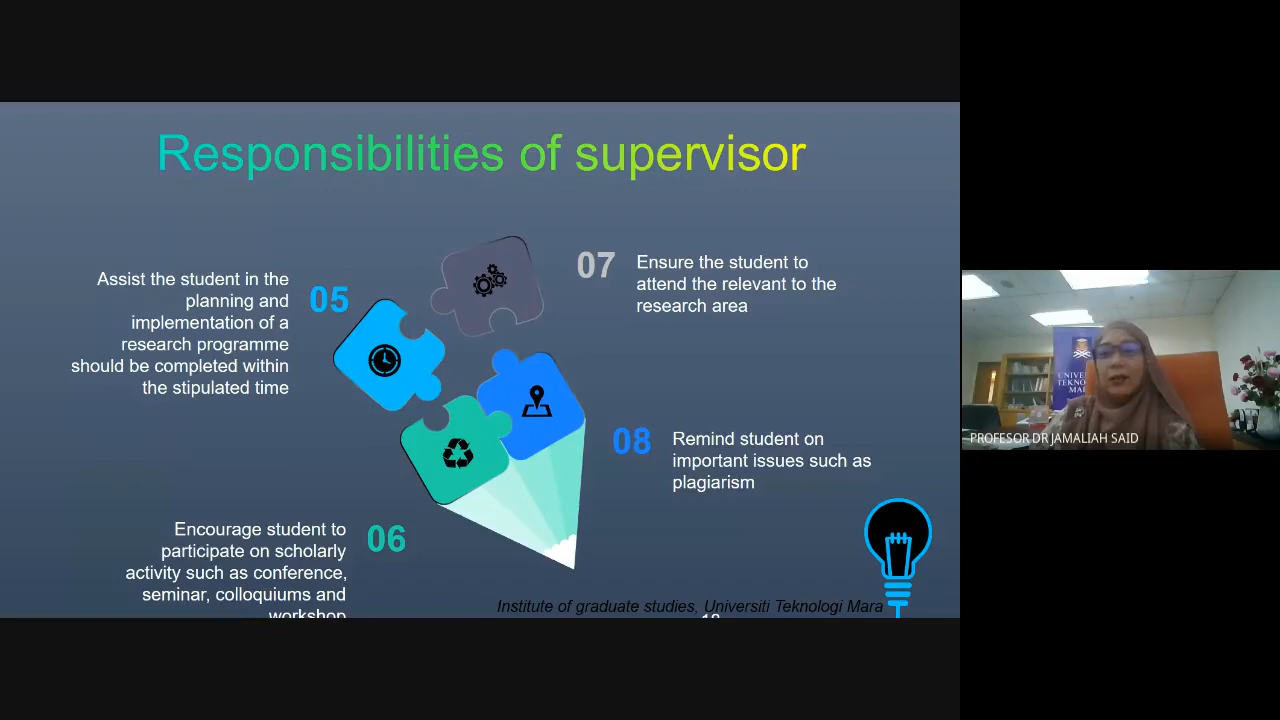 Responsibilities of supervisor
Assist the student in the
planning and
implementation of a
research programme
should be completed within
the stipulated time
05
07
Ensure the student to
attend the relevant to the
research area
08
Remind student on
important issues such as
plagiarism
Encourage student to
participate on scholarly
activity such as conference,
seminar, colloquiums and
workshop
06
Institute of graduate studies, Universiti Teknologi Mara
PROFESOR DR JAMALIAH SAID